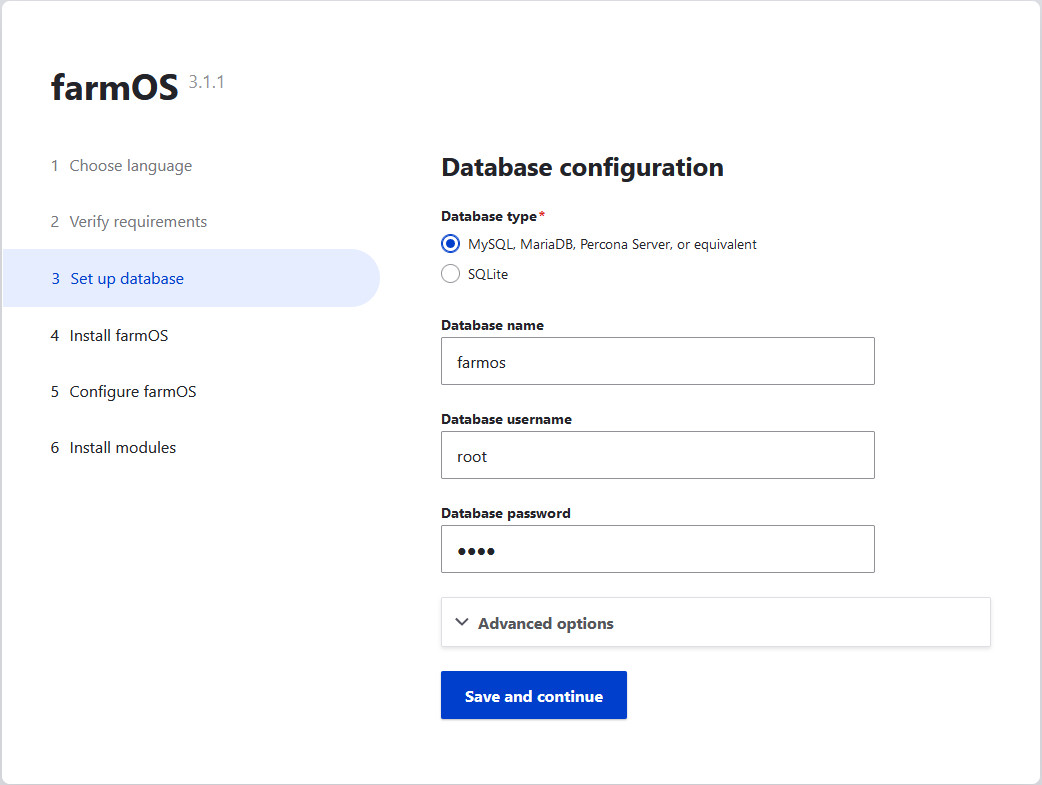 farmOS 3.1.1
1 Choose language
2 Verify requirements
3 Set up database
4 Install farmOS
5 Configure farmOS
6 Install modules
Database configuration
Database type*
MySQL, MariaDB, Percona Server, or equivalent
SQLite
Database name
farmos
Database username
root
Database password
••••
Advanced options
Save and continue